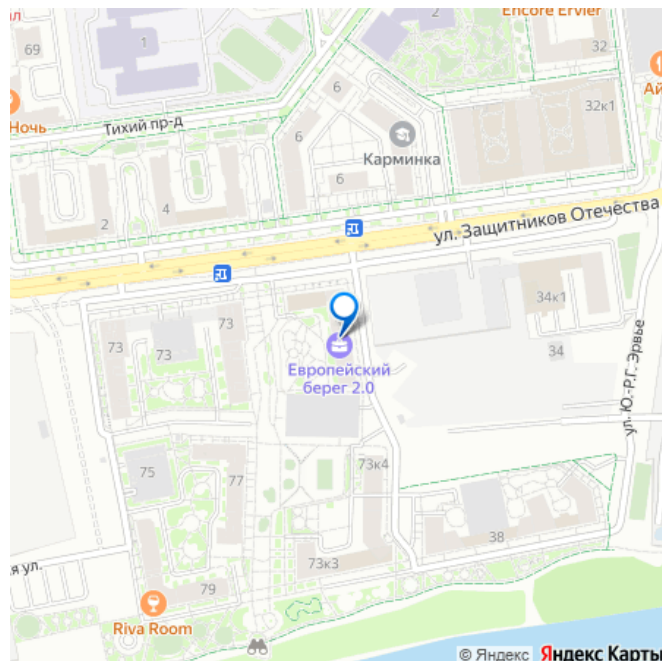 ал
69
1
2
Encore Ervier
32
Ай
Ночь
Тихий пр-д
6
6
6
Карминка
32к1
2
4
ул. Защитников Отечества
73
73
73
34к1
34
Европейский
берег 2.0
ул. Ю.-Р.Г. Эрвье
75
77
73к4
38
73к3
я ул.
79
Riva Room
© Яндекс Яндекс Карты